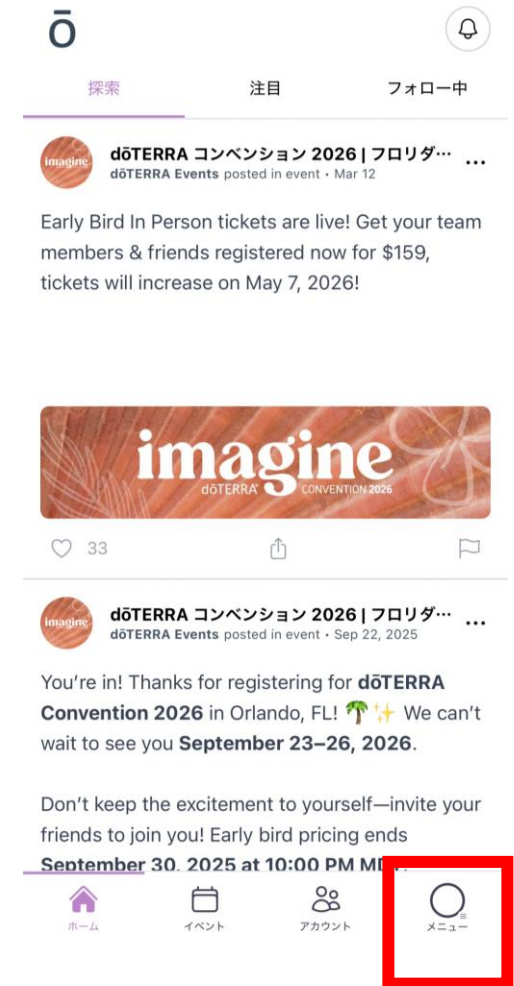 ō
探索
注目
フォロー中
imagine
dōTERRA コンベンション 2026 | フロリダ…
dōTERRA Events posted in event • Mar 12
Early Bird In Person tickets are live! Get your team
members & friends registered now for $159,
tickets will increase on May 7, 2026!
imagine
dōTERRA CONVENTION 2026
33
imagine
dōTERRA コンベンション 2026 | フロリダ…
dōTERRA Events posted in event • Sep 22, 2025
You're in! Thanks for registering for dōTERRA
Convention 2026 in Orlando, FL! 🌴✨ We can't
wait to see you September 23–26, 2026.
Don't keep the excitement to yourself—invite your
friends to join you! Early bird pricing ends
September 30, 2025 at 10:00 PM MDT.
ホーム
イベント
アカウント
メニュー